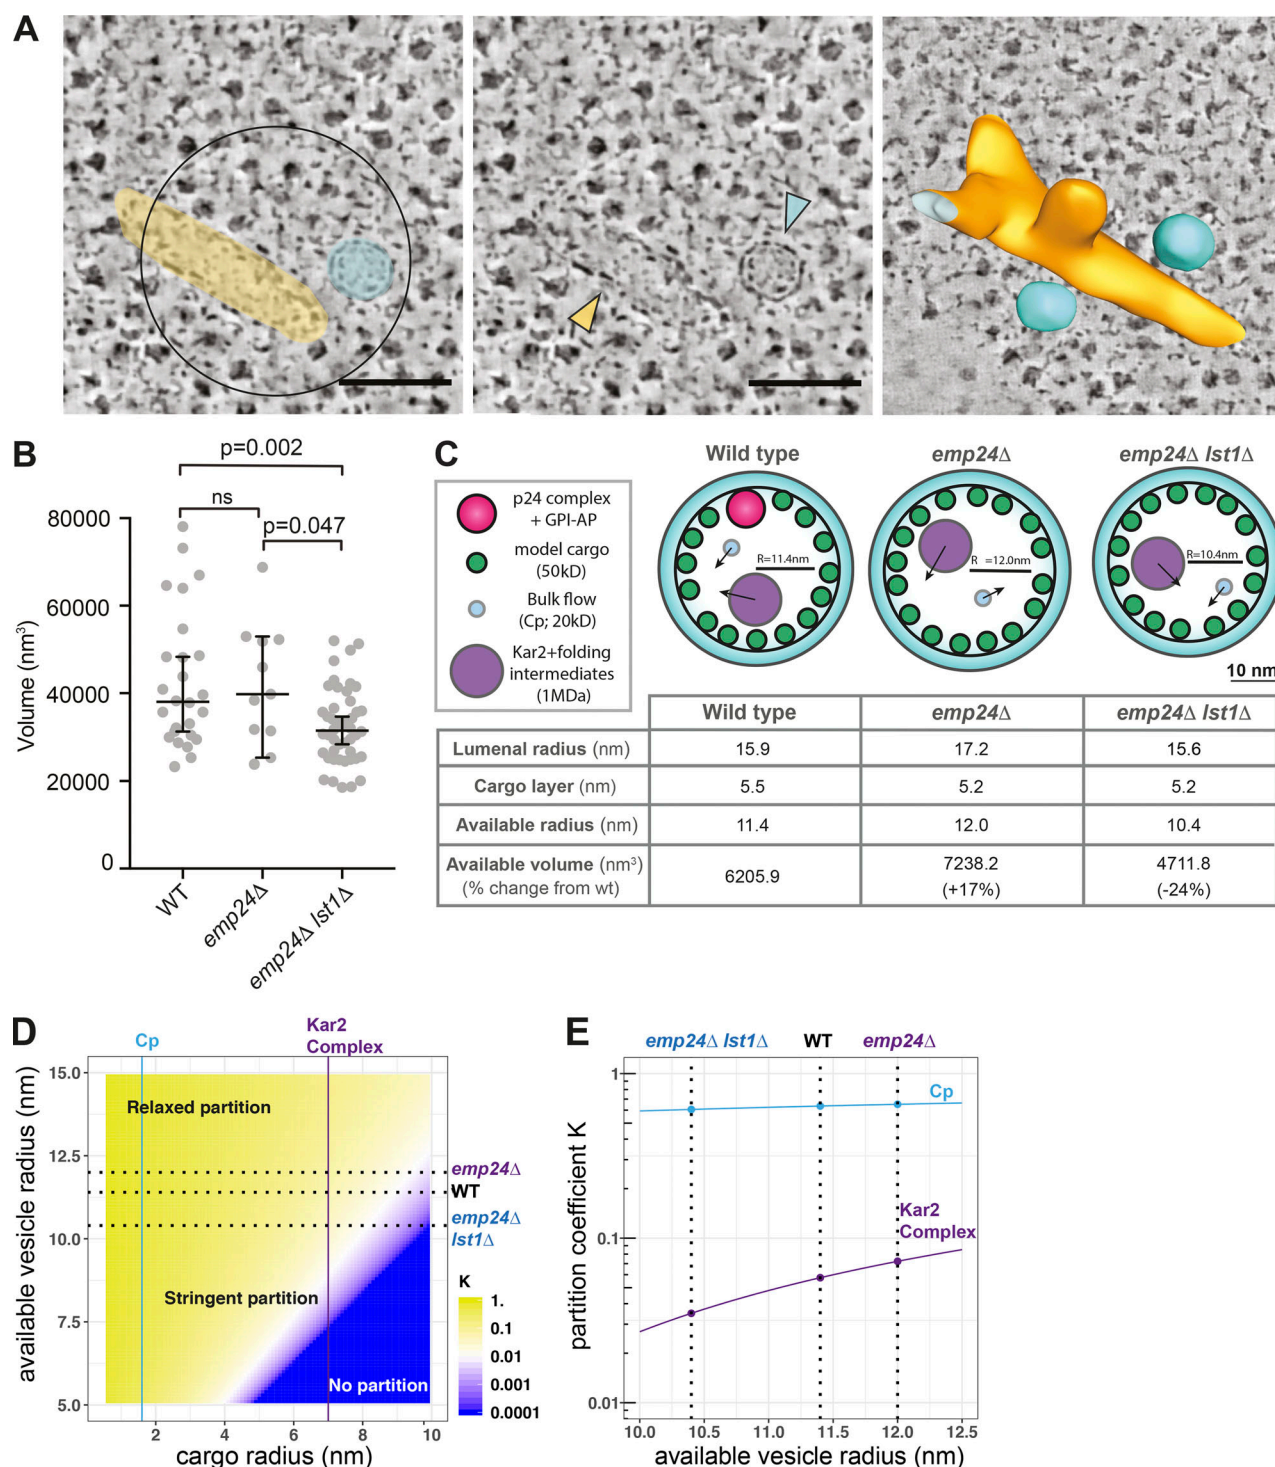 A
B
p=0.002
ns
p=0.047
80000
60000
40000
20000
0
Volume (nm³)
WT
emp24Δ
emp24Δ lst1Δ
C
p24 complex
+ GPI-AP
model cargo
(50kD)
Bulk flow
(Cp; 20kD)
Kar2+folding
intermediates
(1MDa)
Wild type
emp24Δ
emp24Δ lst1Δ
R=11.4nm
R =12.0nm
R=10.4nm
10 nm
Wild type emp24Δ emp24Δ lst1Δ
Lumenal radius (nm) 15.9 17.2 15.6
Cargo layer (nm) 5.5 5.2 5.2
Available radius (nm) 11.4 12.0 10.4
Available volume (nm³) 6205.9 7238.2 4711.8
(% change from wt) (+17%) (-24%)
D
Cp
Kar2
Complex
15.0
12.5
10.0
7.5
5.0
available vesicle radius (nm)
Relaxed partition
Stringent partition
No partition
emp24Δ
WT
emp24Δ
lst1Δ
K
1.
0.1
0.01
0.001
0.0001
2 4 6 8 10
cargo radius (nm)
E
emp24Δ lst1Δ WT emp24Δ
1
0.1
0.01
partition coefficient K
Cp
Kar2
Complex
10.0 10.5 11.0 11.5 12.0 12.5
available vesicle radius (nm)